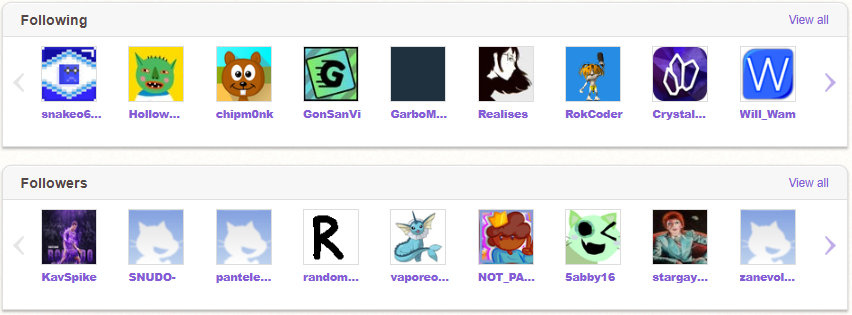 Following View all
snakeo6... Hollow... chipm0nk GonSanVi GarboM... Realises RokCoder Crystal... Will_Wam
G
W
Followers View all
R
KavSpike SNUDO- pantele... random... vaporeo... NOT_PA... 5abby16 stargay... zanevol...